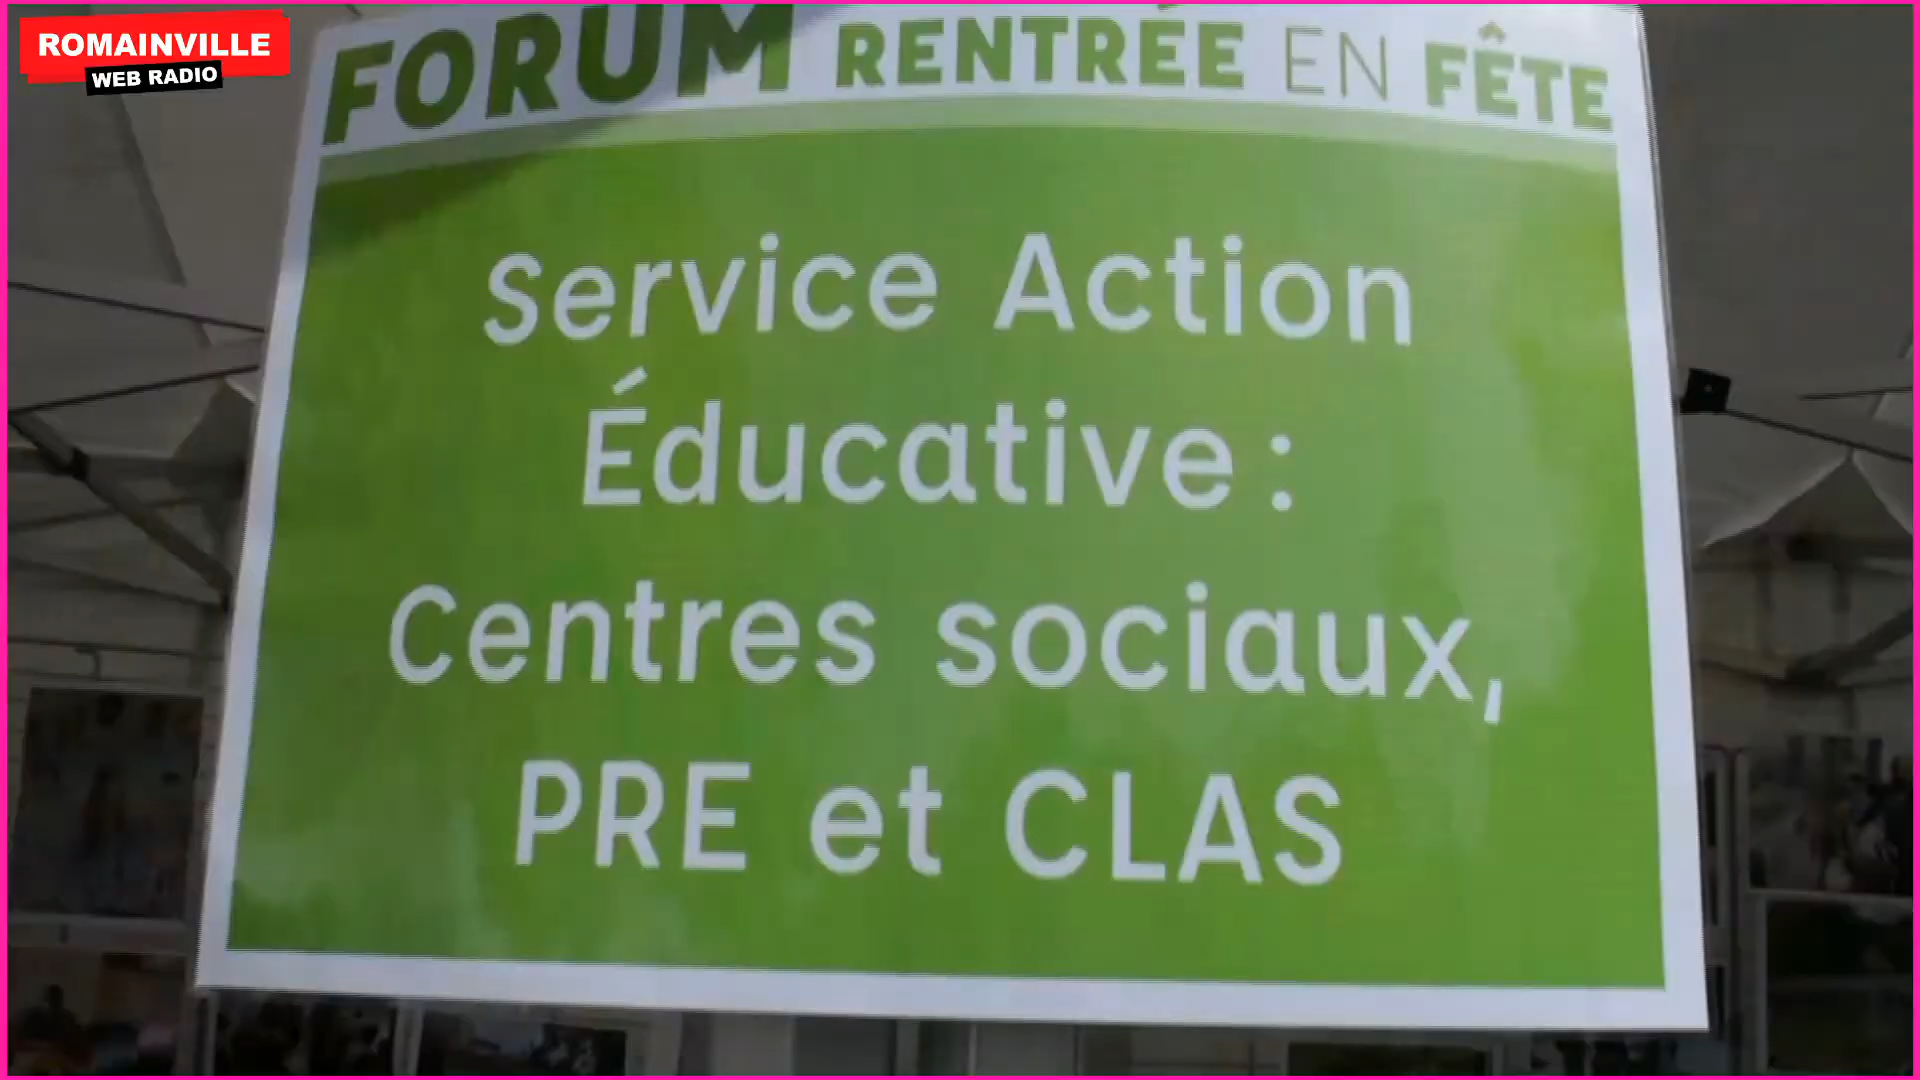 ROMAINVILLE
WEB RADIO
FORUM RENTRÉE EN FÊTE
Service Action
Éducative :
Centres sociaux,
PRE et CLAS